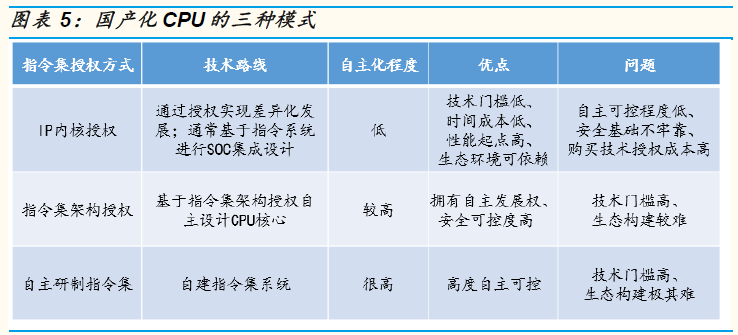 图表 5：国产化 CPU 的三种模式
指令集授权方式
技术路线
自主化程度
优点
问题
IP内核授权
通过授权实现差异化发
展；通常基于指令系统
进行SOC集成设计
低
技术门槛低、
时间成本低、
性能起点高、
生态环境可依赖
自主可控程度低、
安全基础不牢靠、
购买技术授权成本高
指令集架构授权
基于指令集架构授权自
主设计CPU核心
较高
拥有自主发展权、
安全可控度高
技术门槛高、
生态构建较难
自主研制指令集
自建指令集系统
很高
高度自主可控
技术门槛高、
生态构建极其难